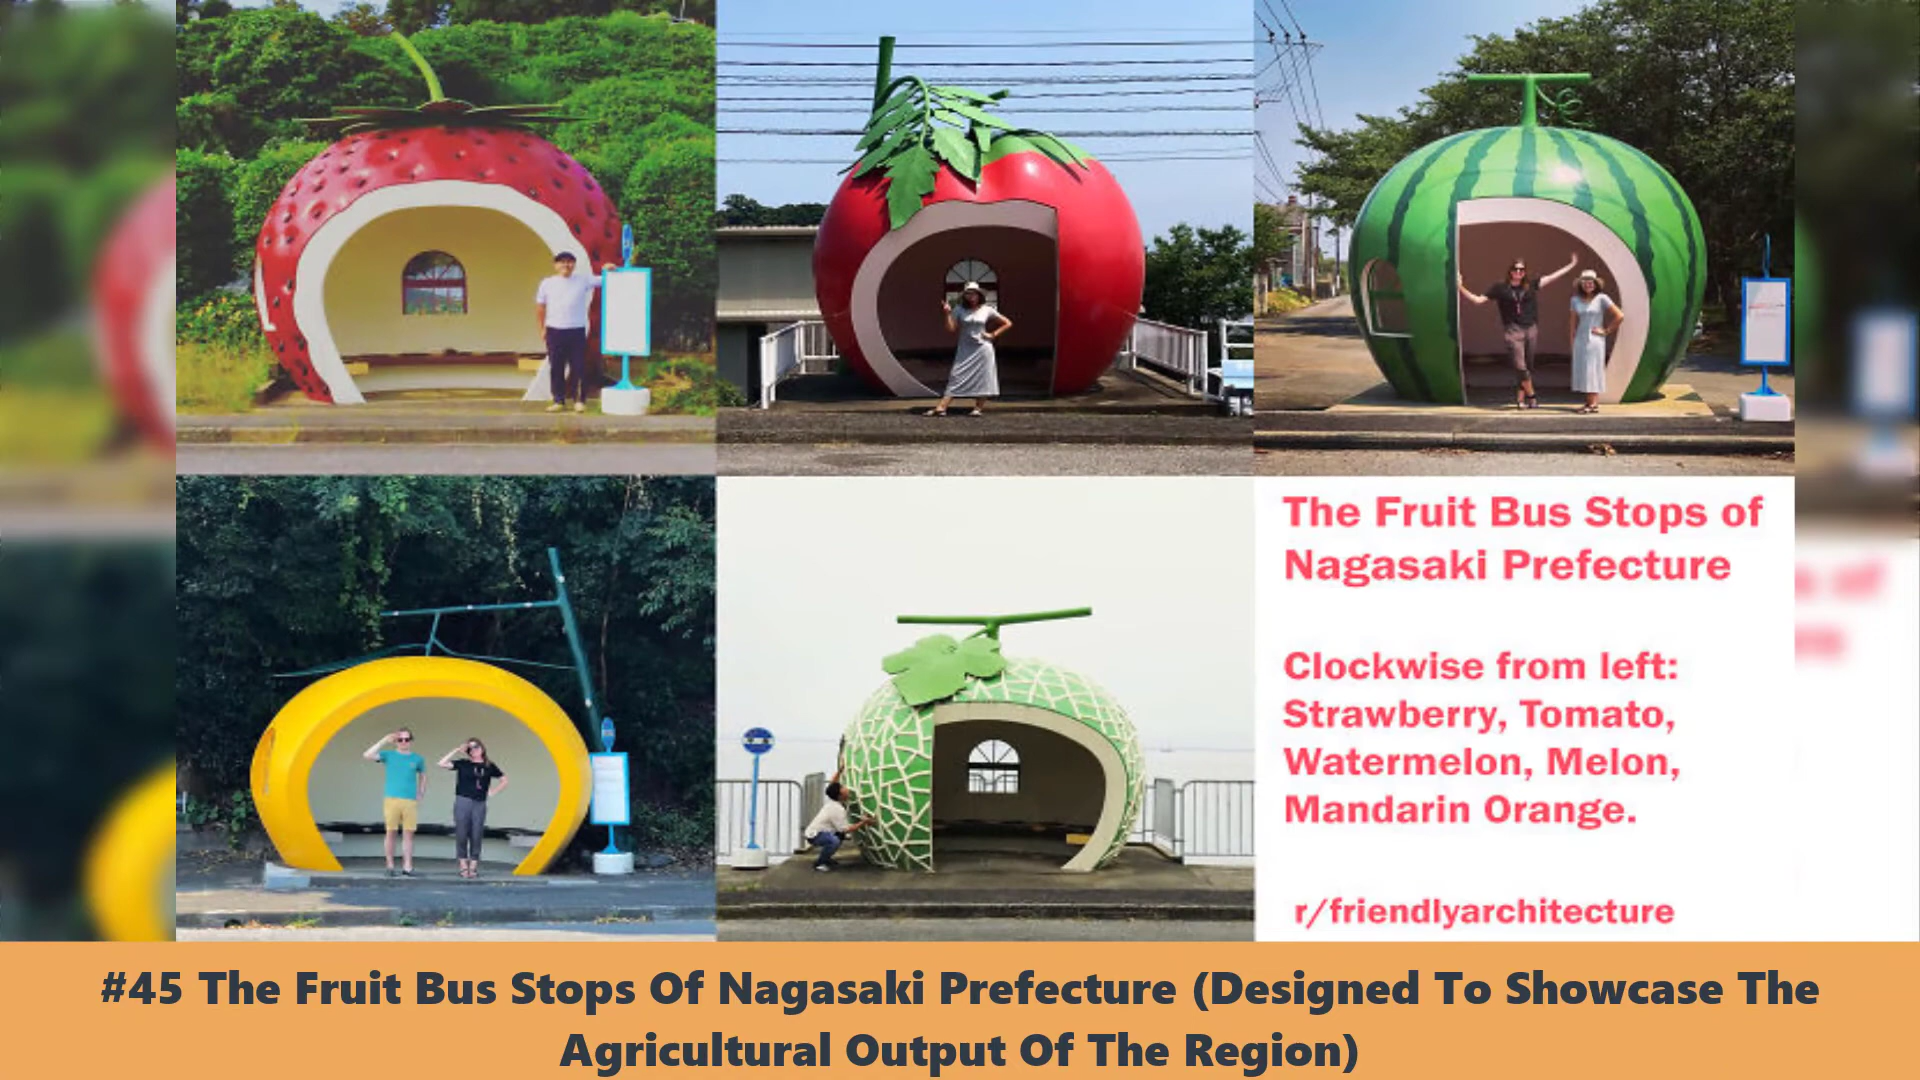 The Fruit Bus Stops of
Nagasaki Prefecture
Clockwise from left:
Strawberry, Tomato,
Watermelon, Melon,
Mandarin Orange.
r/friendlyarchitecture
#45 The Fruit Bus Stops Of Nagasaki Prefecture (Designed To Showcase The
Agricultural Output Of The Region)